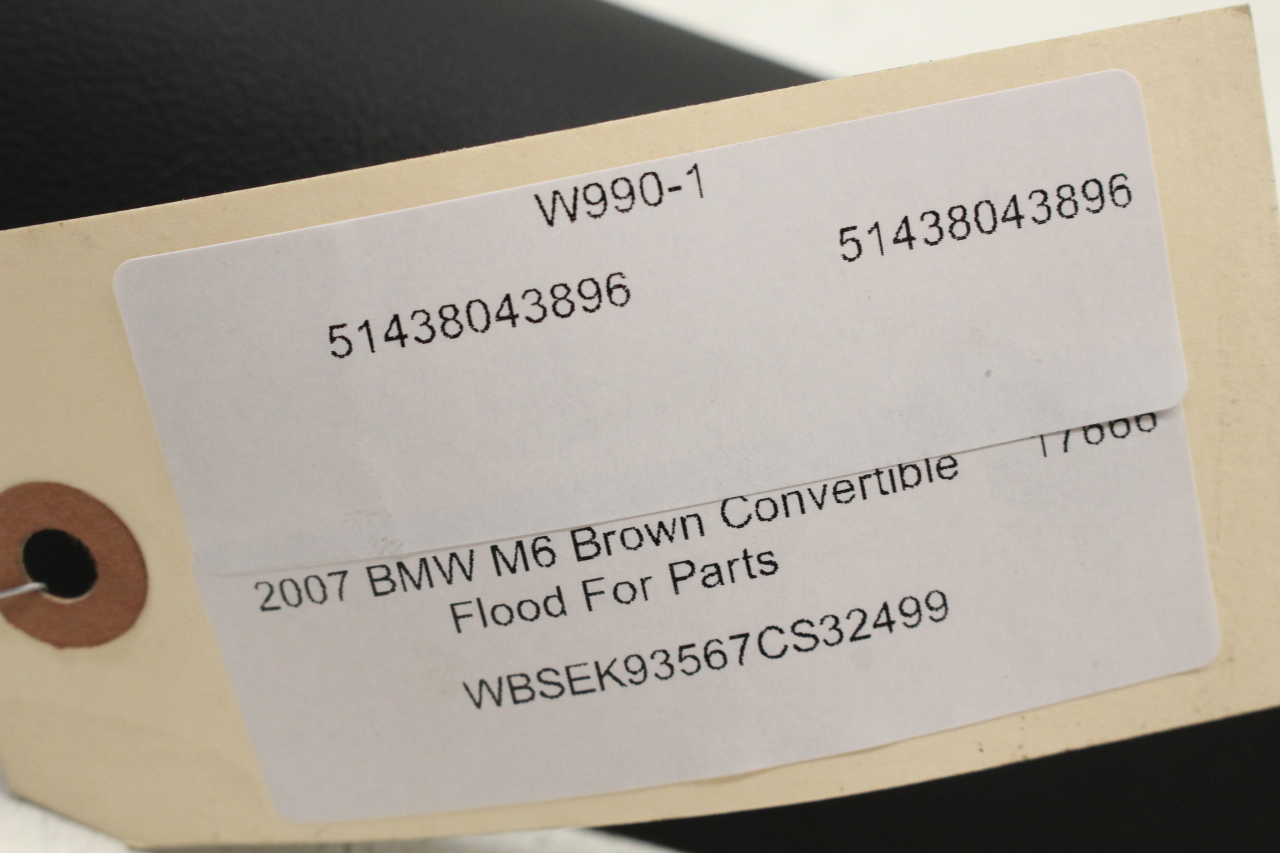 W990-1
51438043896
51438043896
2007 BMW M6 Brown Convertible
Flood For Parts
WBSEK93567CS32499